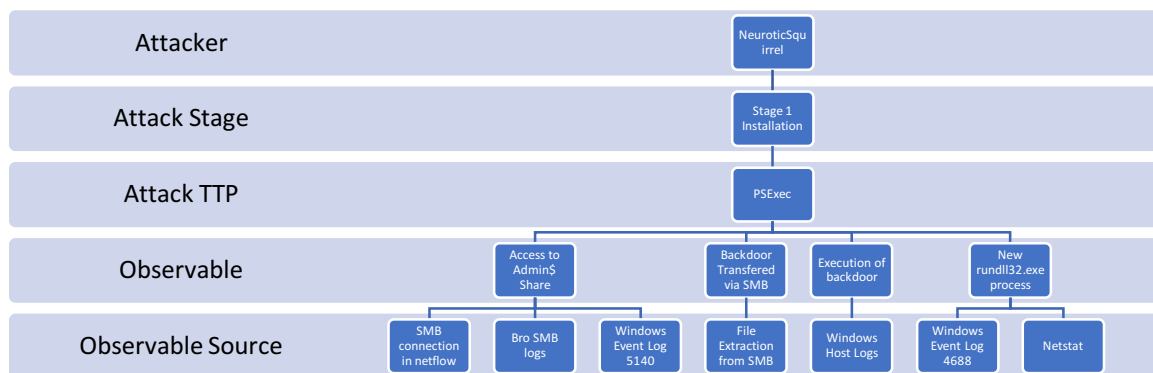 Attacker
NeuroticSqu
irrel
Attack Stage
Stage 1
Installation
Attack TTP
PSExec
Observable
Access to
Admin$
Share
Backdoor
Transfered
via SMB
Execution of
backdoor
New
rundll32.exe
process
Observable Source
SMB
connection
in netflow
Bro SMB
logs
Windows
Event Log
5140
File
Extraction
from SMB
Windows
Host Logs
Windows
Event Log
4688
Netstat